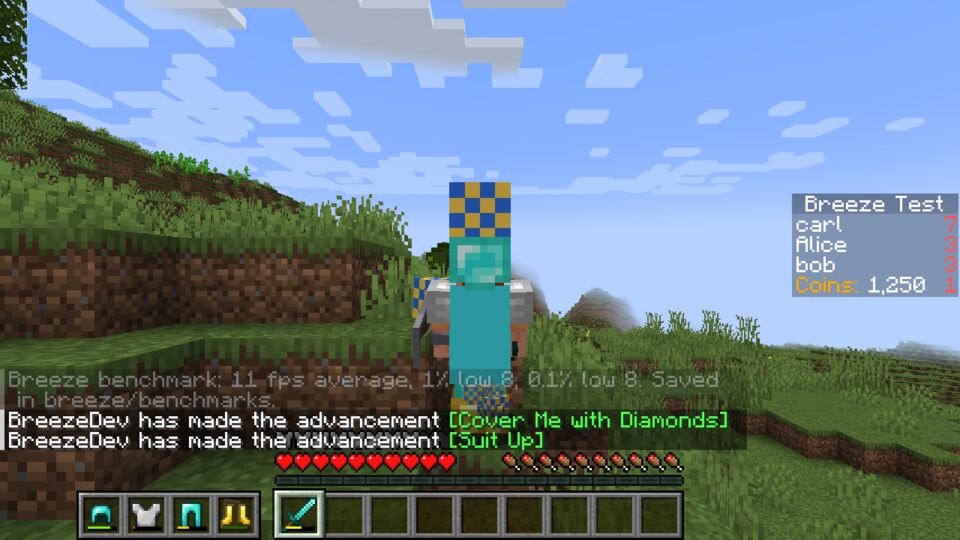 Breeze Test
carl 7
Alice 3
bob 3
Coins: 1,250 1
Breeze benchmark: 11 fps average, 1% low 8, 0.1% low 8. Saved
in breeze/benchmarks.
BreezeDev has made the advancement [Cover Me with Diamonds]
BreezeDev has made the advancement [Suit Up]